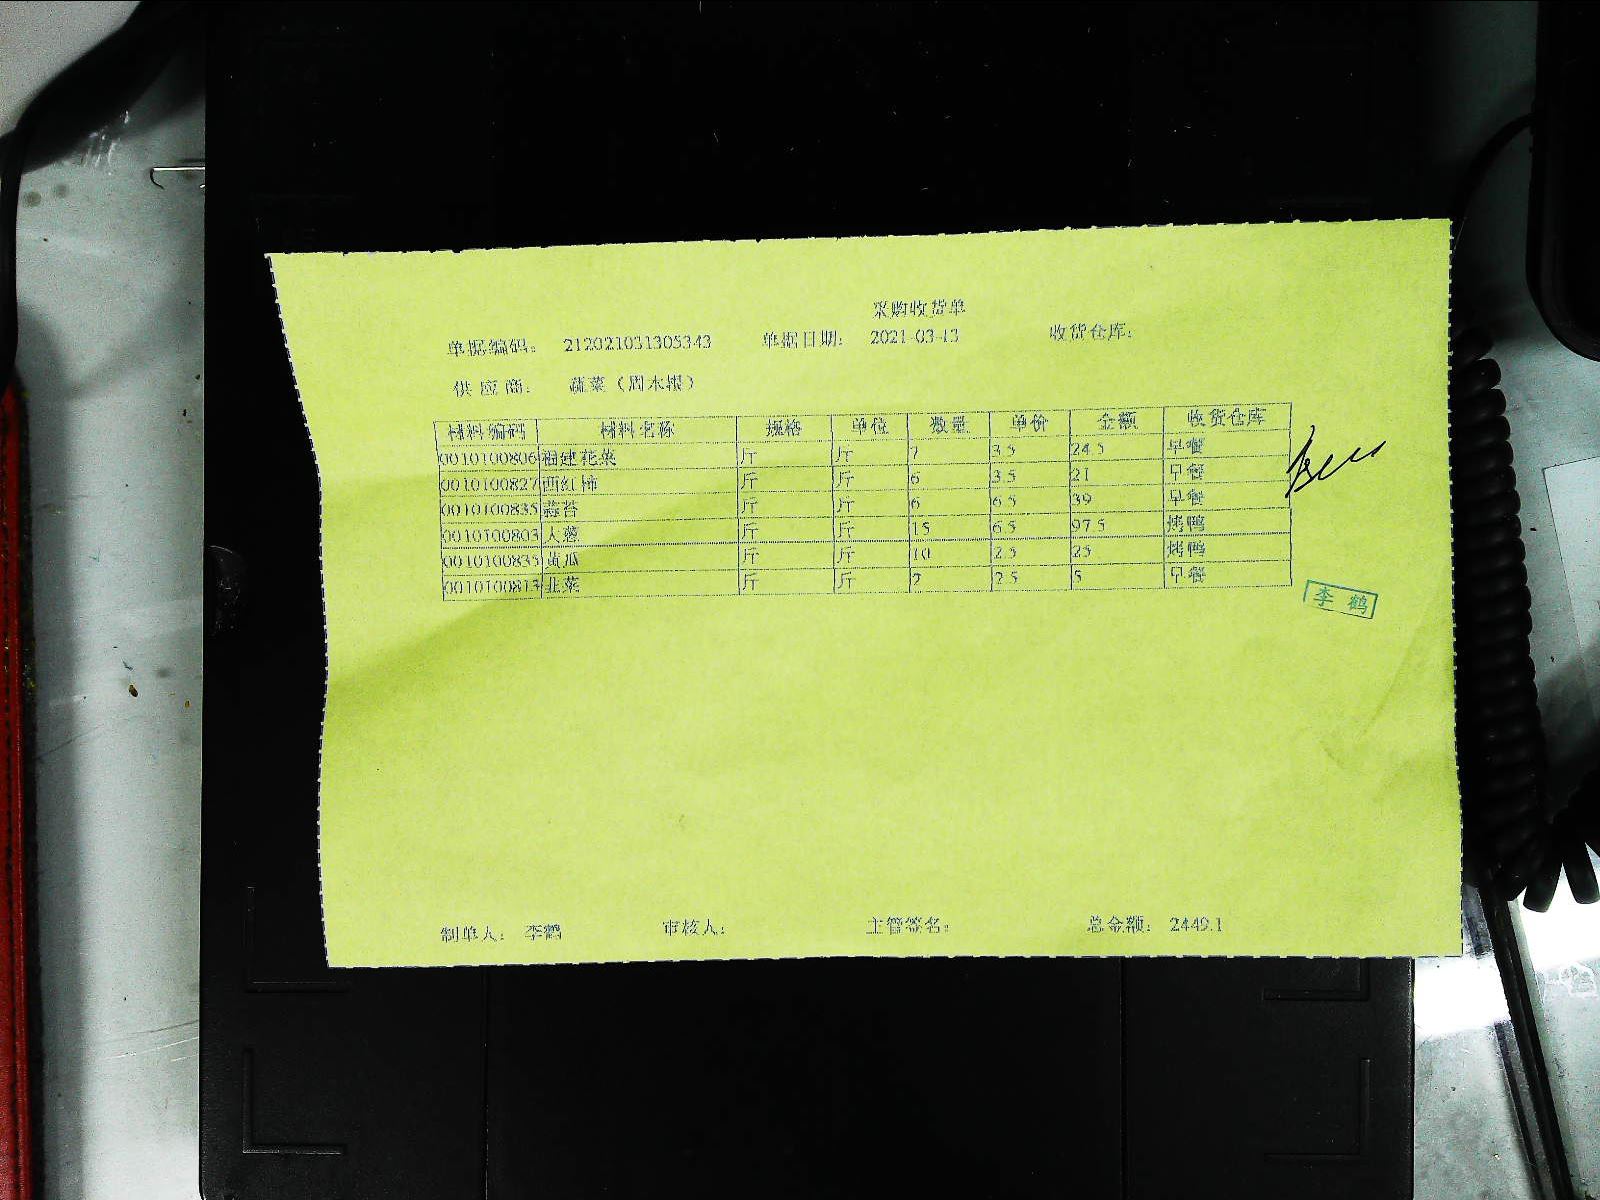 采购收货单
单据编码： 212021031305343 单据日期： 2021-03-13 收货仓库：
供 应 商： 蔬菜（周永银）
材料编码 材料名称 规格 单位 数量 单价 金额 收货仓库
0010100806 福建花菜 斤 斤 7 3.5 24.5 早餐
0010100827 西红柿 斤 斤 6 3.5 21 早餐
0010100835 蒜苔 斤 斤 6 6.5 39 早餐
0010100803 大葱 斤 斤 15 6.5 97.5 烤鸭
0010100835 黄瓜 斤 斤 10 2.5 25 烤鸭
0010100813 韭菜 斤 斤 2 2.5 5 早餐
李 鹤
制单人： 李鹤 审核人： 主管签名： 总金额： 2449.1